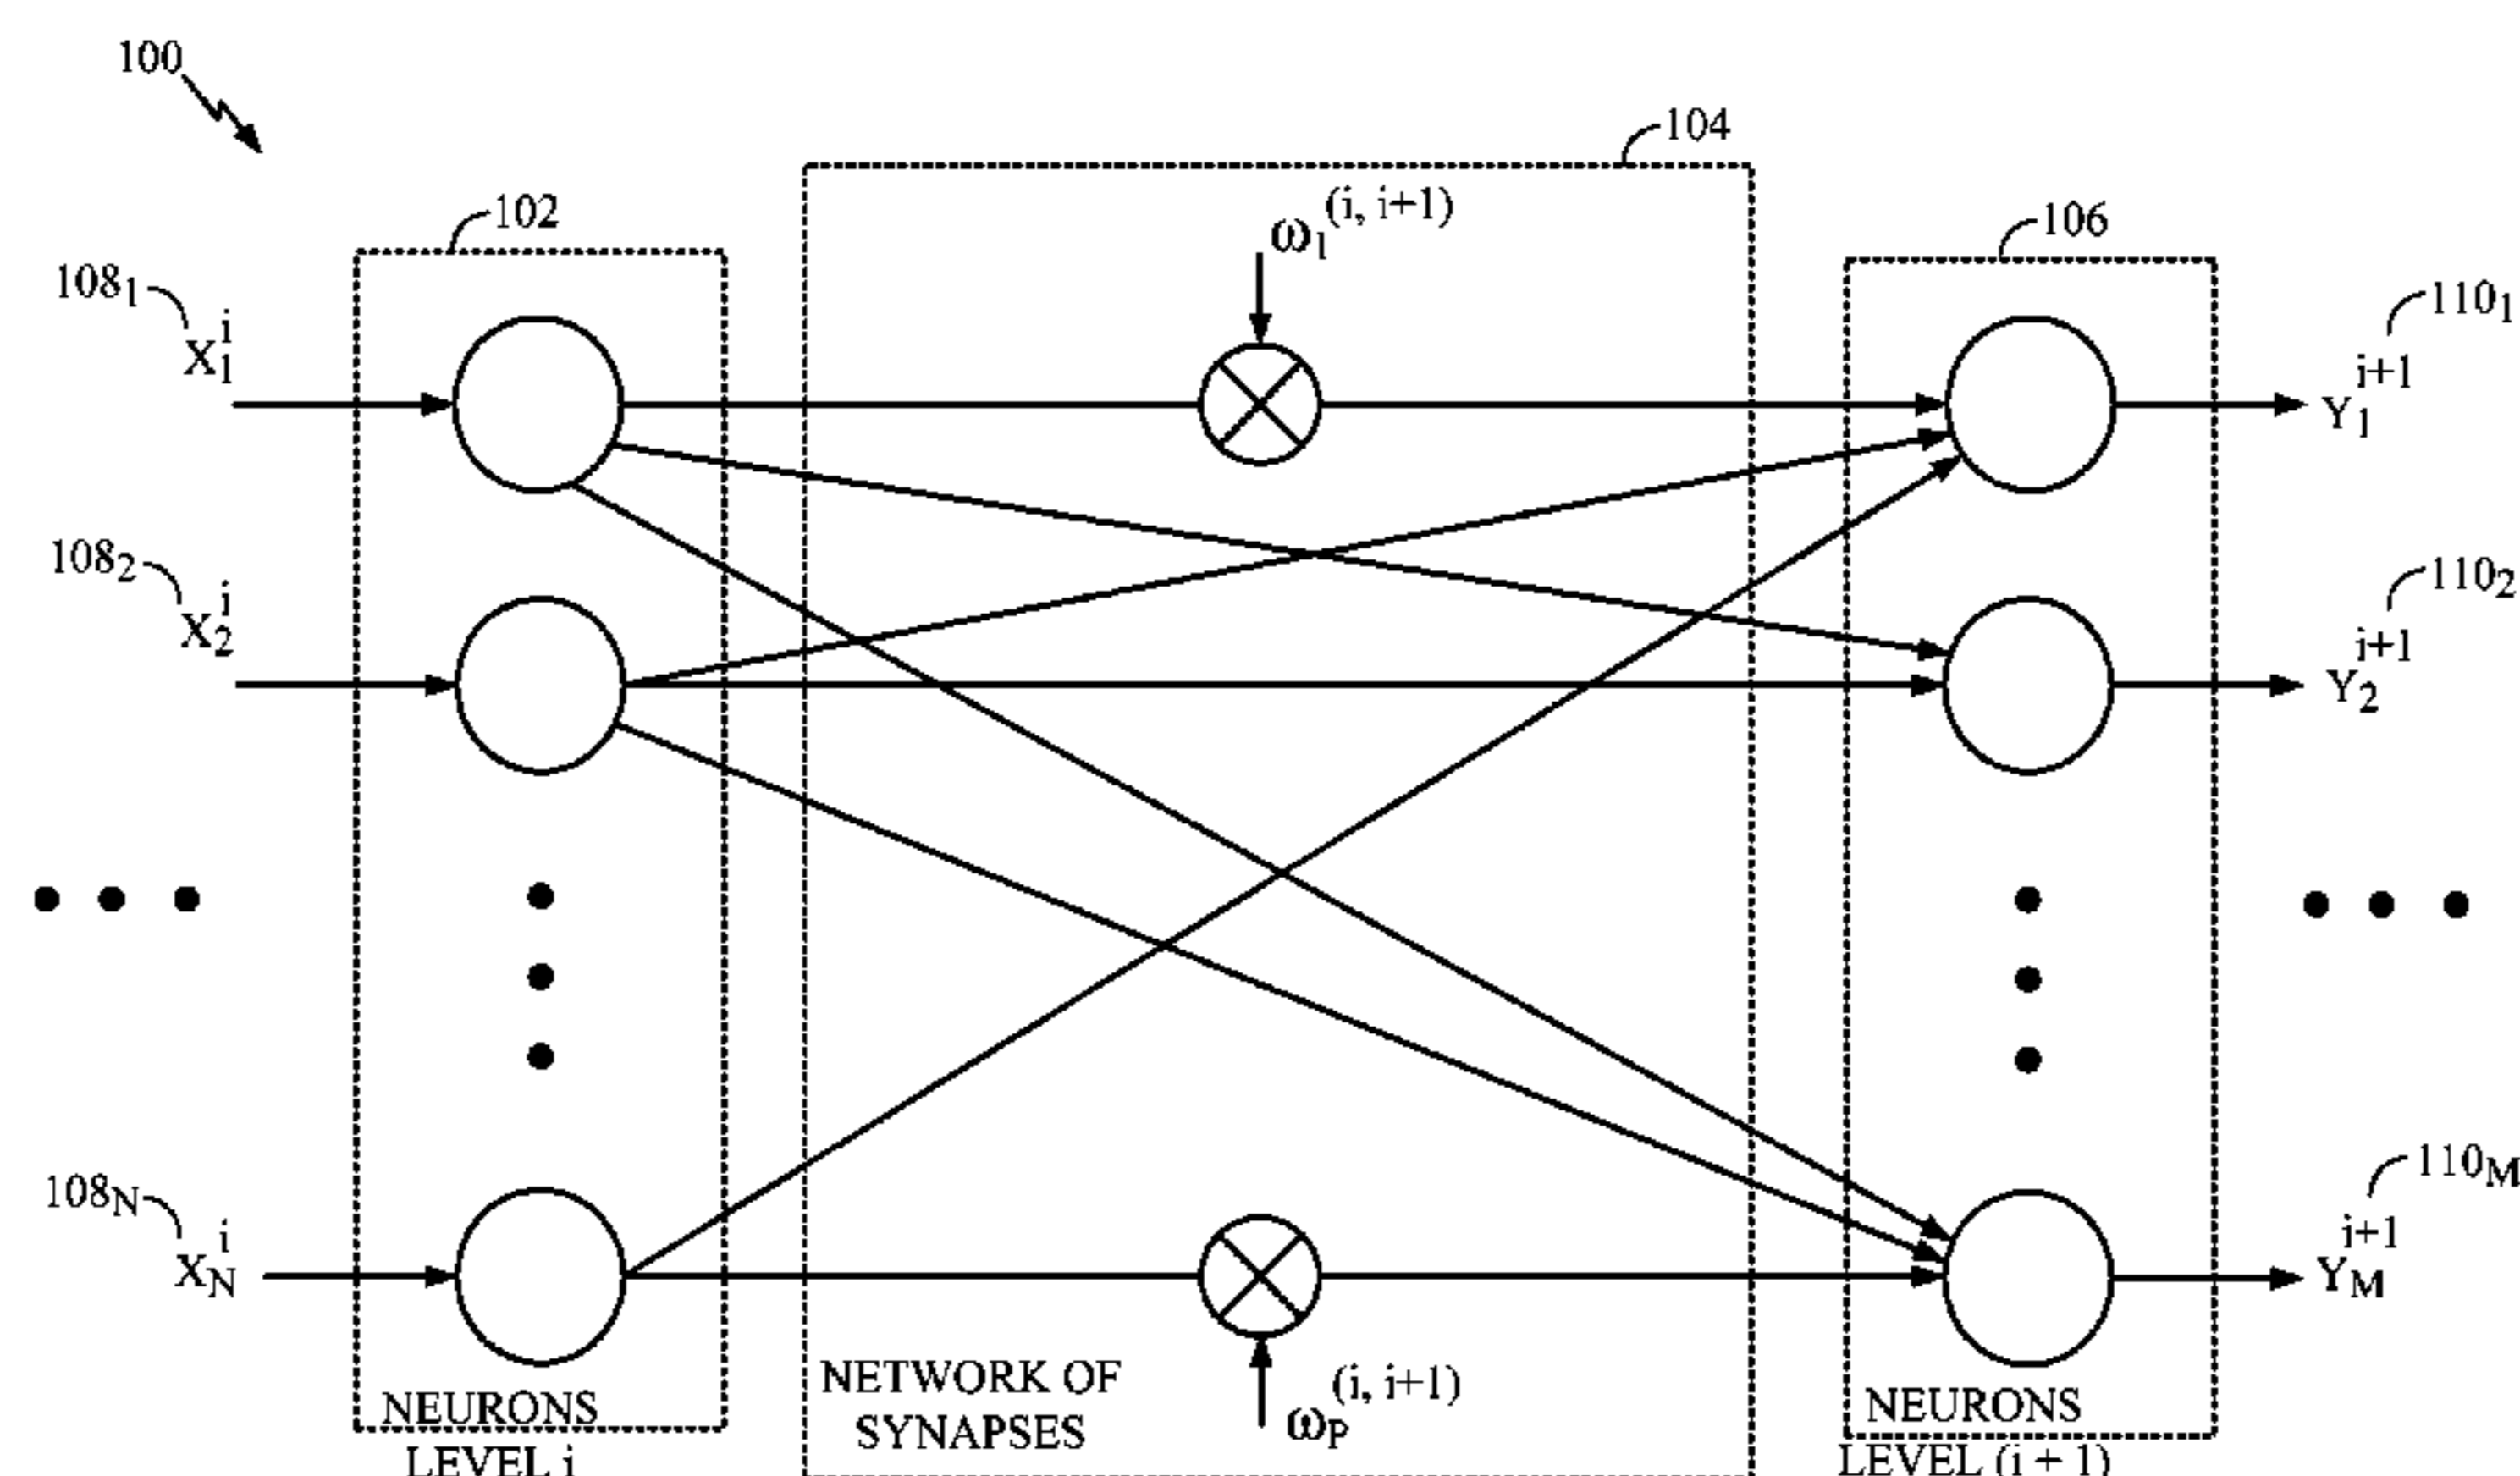 100
104
102
106
ω1(i, i+1)
1081
1101
X1i
Y1i+1
1082
1102
X2i
Y2i+1
108N
110M
XNi
YMi+1
NETWORK OF
SYNAPSES
ωP(i, i+1)
NEURONS
LEVEL i
NEURONS
LEVEL (i + 1)